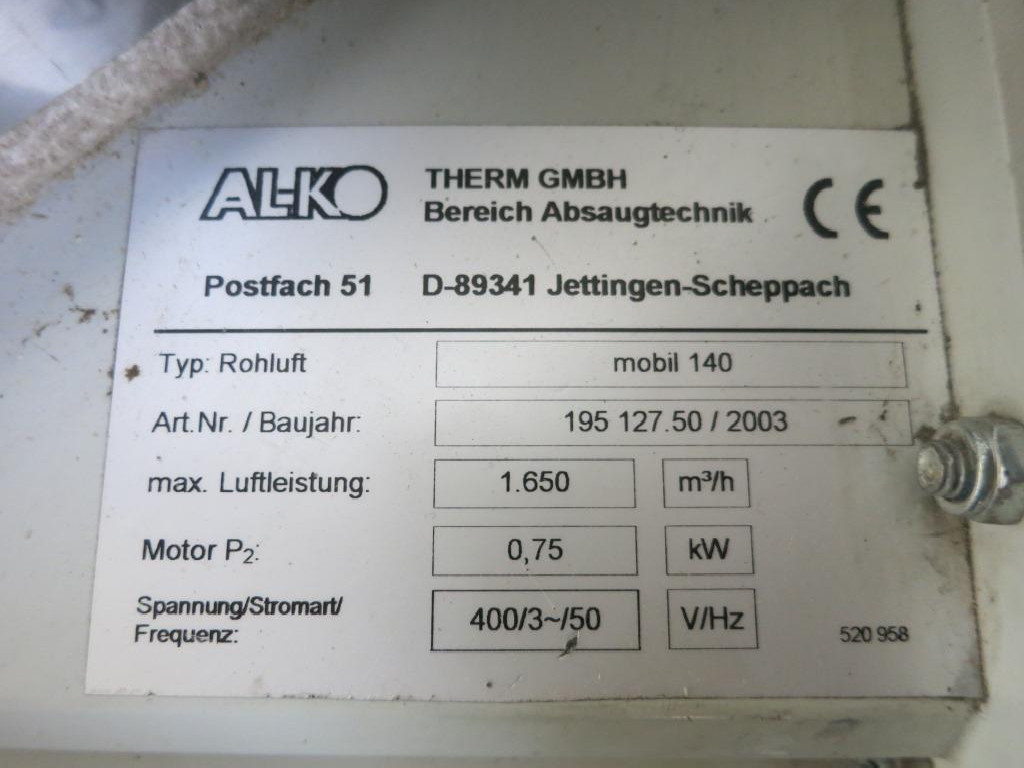 AL-KO THERM GMBH
Bereich Absaugtechnik CE
Postfach 51 D-89341 Jettingen-Scheppach
Typ: Rohluft mobil 140
Art.Nr. / Baujahr: 195 127.50 / 2003
max. Luftleistung: 1.650 m³/h
Motor P₂: 0,75 kW
Spannung/Stromart/
Frequenz: 400/3~/50 V/Hz
520 958